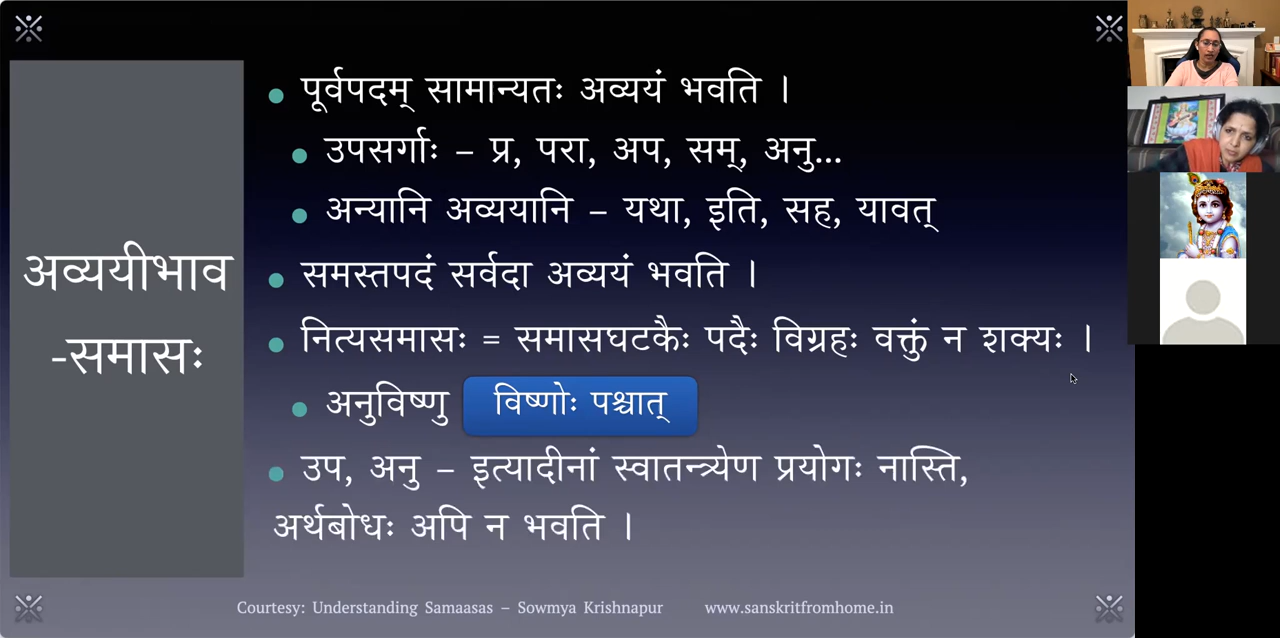 अव्ययीभाव
-समासः
पूर्वपदम् सामान्यतः अव्ययं भवति ।
उपसर्गाः – प्र, परा, अप, सम्, अनु...
अन्यानि अव्ययानि – यथा, इति, सह, यावत्
समस्तपदं सर्वदा अव्ययं भवति ।
नित्यसमासः = समासघटकैः पदैः विग्रहः वक्तुं न शक्यः ।
अनुविष्णु विष्णोः पश्चात्
उप, अनु – इत्यादीनां स्वातन्त्र्येण प्रयोगः नास्ति,
अर्थबोधः अपि न भवति ।
Courtesy: Understanding Samaasas – Sowmya Krishnapur www.sanskritfromhome.in